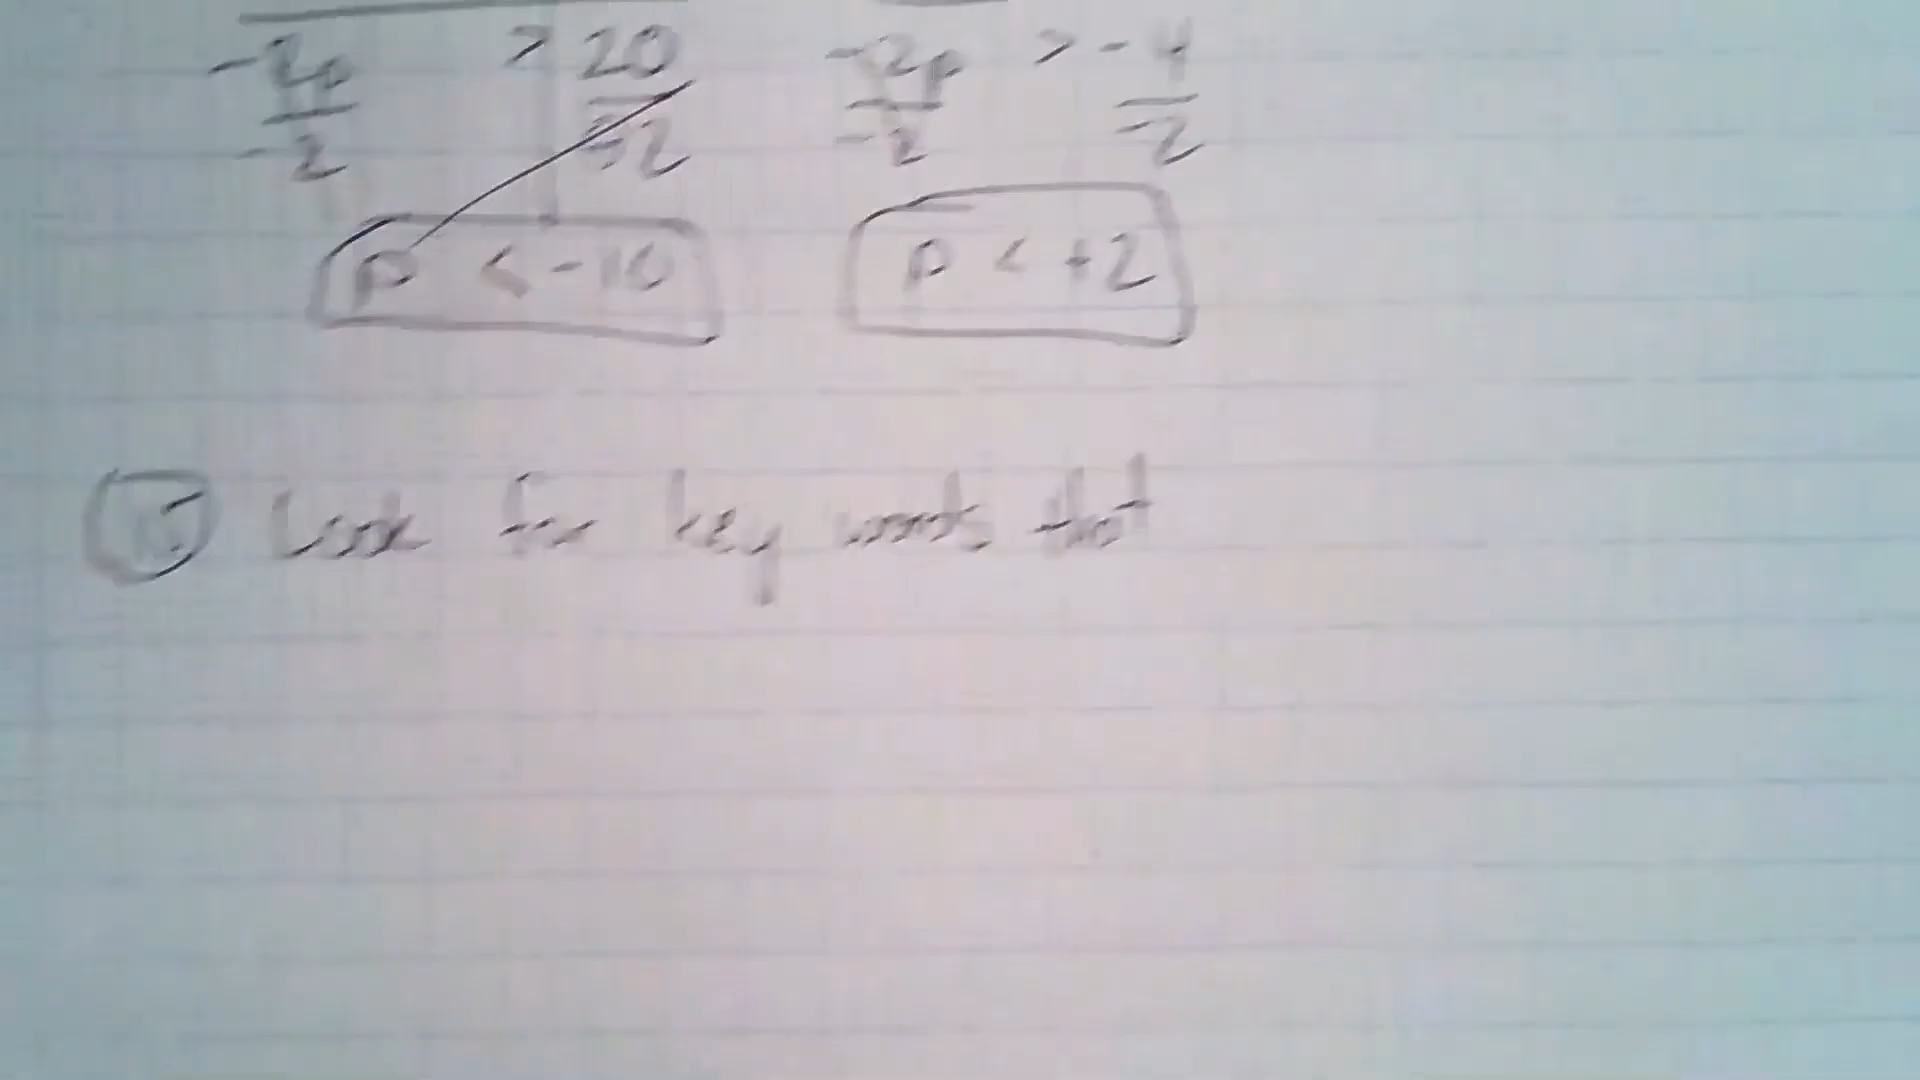 -2p > 20 -2p > -4
-2 -2 -2 -2
p < -10 p < +2
15 Look for key words that